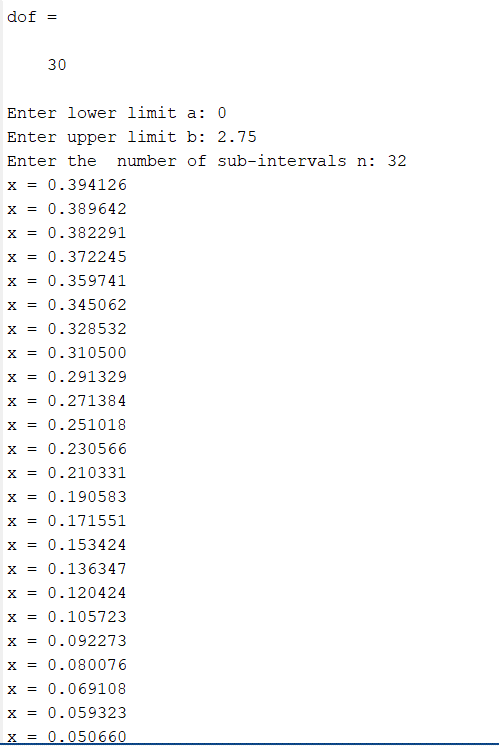 dof =
30
Enter lower limit a: 0
Enter upper limit b: 2.75
Enter the  number of sub-intervals n: 32
x = 0.394126
x = 0.389642
x = 0.382291
x = 0.372245
x = 0.359741
x = 0.345062
x = 0.328532
x = 0.310500
x = 0.291329
x = 0.271384
x = 0.251018
x = 0.230566
x = 0.210331
x = 0.190583
x = 0.171551
x = 0.153424
x = 0.136347
x = 0.120424
x = 0.105723
x = 0.092273
x = 0.080076
x = 0.069108
x = 0.059323
x = 0.050660